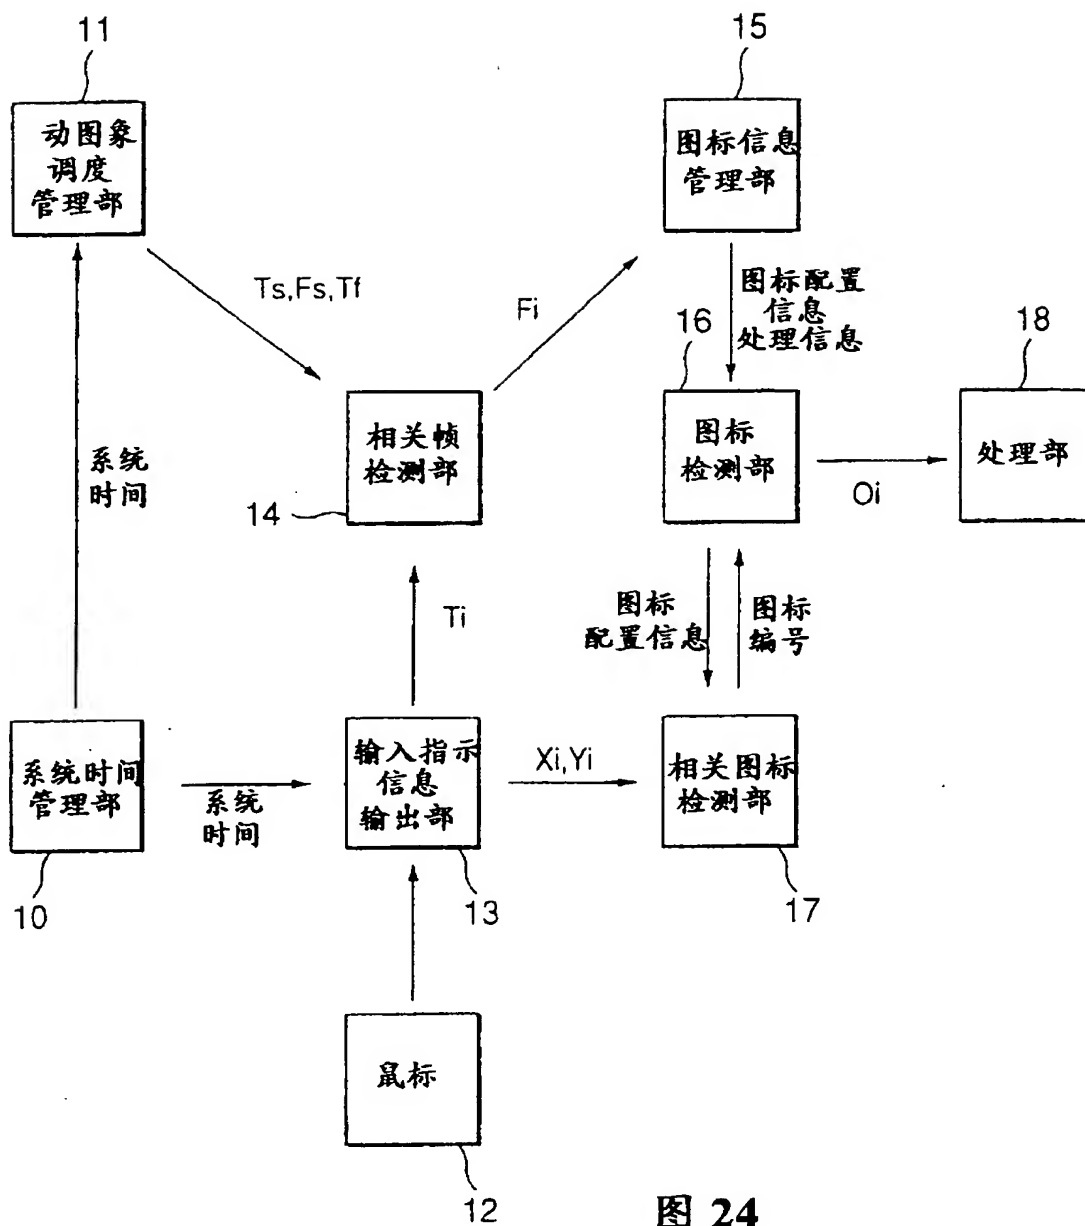 11
15
动图象
调度
管理部
图标信息
管理部
Ts,Fs,Tf
Fi
图标配置
信息
处理信息
16
18
系统
时间
相关帧
检测部
图标
检测部
处理部
14
Oi
Ti
图标
配置信息
图标
编号
系统时间
管理部
系统
时间
输入指示
信息
输出部
Xi,Yi
相关图标
检测部
10
13
17
鼠标
12
图 24